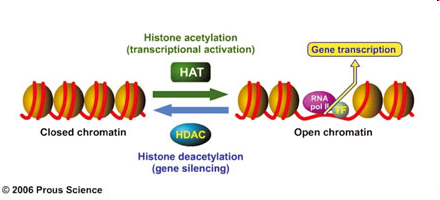 Histone acetylation
(transcriptional activation)
HAT
Gene transcription
RNA
pol II
TF
Closed chromatin
Open chromatin
HDAC
Histone deacetylation
(gene silencing)
© 2006 Prous Science